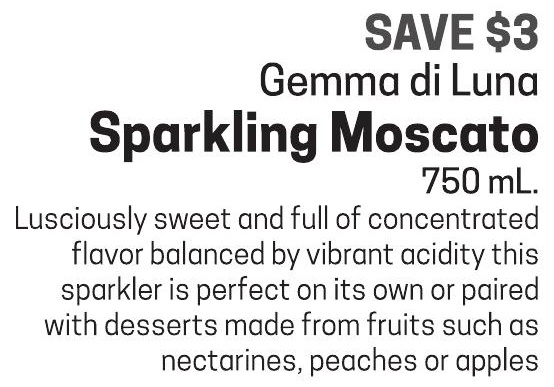 SAVE $3
Gemma di Luna
Sparkling Moscato
750 mL.
Lusciously sweet and full of concentrated
flavor balanced by vibrant acidity this
sparkler is perfect on its own or paired
with desserts made from fruits such as
nectarines, peaches or apples